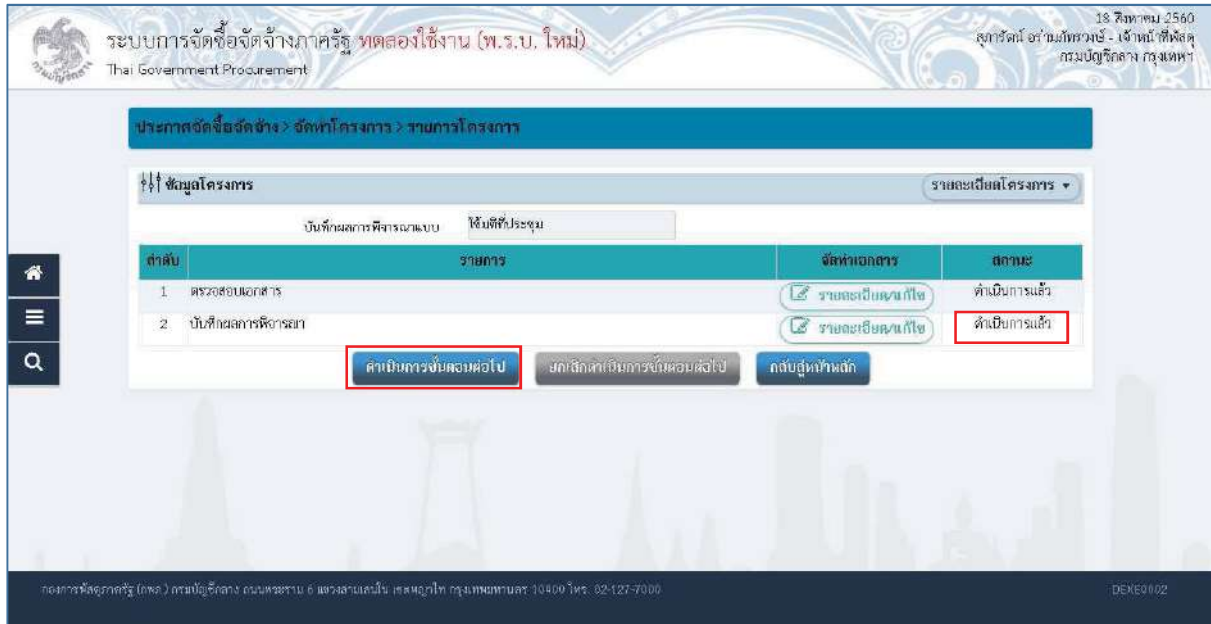 18 สิงหาคม 2560
ระบบการจัดซื้อจัดจ้างภาครัฐ ทดลองใช้งาน (พ.ร.บ. ใหม่)
สุภารัตน์ อร่ามภัทรวงษ์ - เจ้าหน้าที่พัสดุ
Thai Government Procurement
กรมบัญชีกลาง กรุงเทพฯ
กรมบัญชีกลาง
ประกาศจัดซื้อจัดจ้าง > จัดทำโครงการ > รายการโครงการ
ข้อมูลโครงการ
รายละเอียดโครงการ
บันทึกผลการพิจารณาแบบ ใช้มติที่ประชุม
ลำดับ รายการ จัดทำเอกสาร สถานะ
1 ตรวจสอบเอกสาร รายละเอียด/แก้ไข ดำเนินการแล้ว
2 บันทึกผลการพิจารณา รายละเอียด/แก้ไข ดำเนินการแล้ว
ดำเนินการขั้นตอนต่อไป ยกเลิกดำเนินการขั้นตอนต่อไป กลับสู่หน้าหลัก
กองการพัสดุภาครัฐ (กพภ.) กรมบัญชีกลาง ถนนพระราม 6 แขวงสามเสนใน เขตพญาไท กรุงเทพมหานคร 10400 โทร. 02-127-7000 DEXE0002